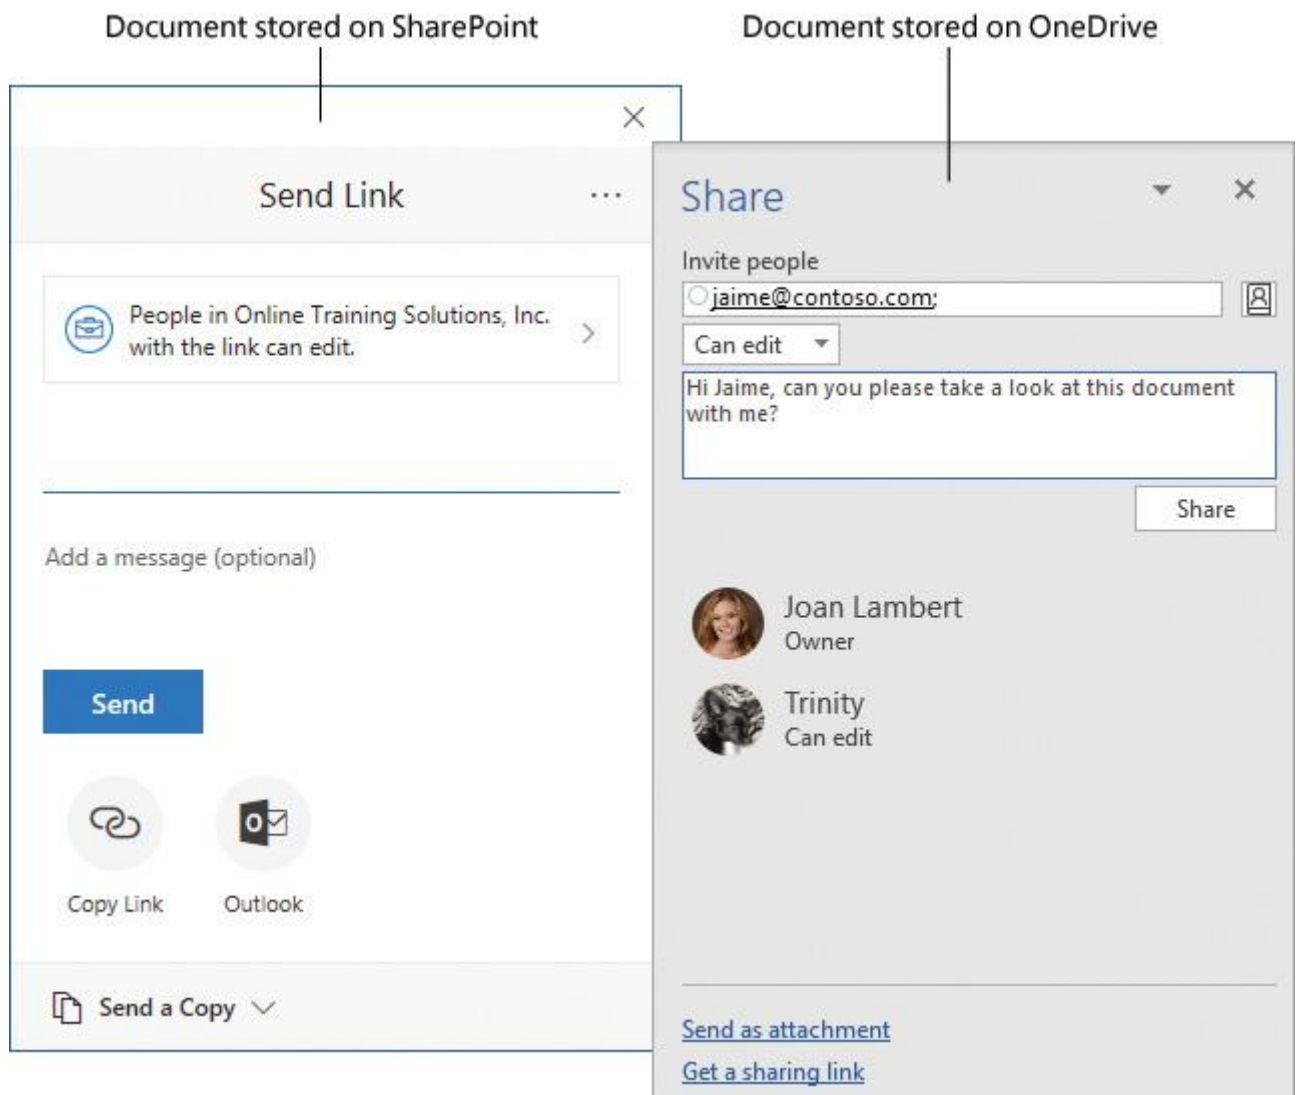 Document stored on SharePoint
Document stored on OneDrive
Send Link
People in Online Training Solutions, Inc.
with the link can edit.
Add a message (optional)
Send
Copy Link
Outlook
Send a Copy
Share
Invite people
jaime@contoso.com;
Can edit
Hi Jaime, can you please take a look at this document
with me?
Share
Joan Lambert
Owner
Trinity
Can edit
Send as attachment
Get a sharing link